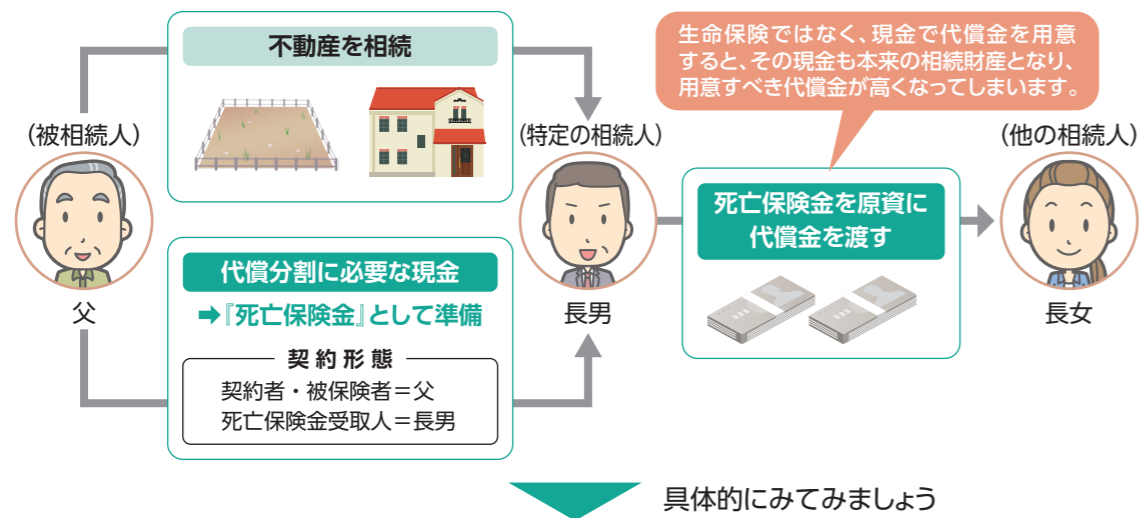 不動産を相続
生命保険ではなく、現金で代償金を用意
すると、その現金も本来の相続財産となり、
用意すべき代償金が高くなってしまいます。
(被相続人)
(特定の相続人)
(他の相続人)
死亡保険金を原資に
代償金を渡す
代償分割に必要な現金
➡『死亡保険金』として準備
父
長男
長女
契約形態
契約者・被保険者＝父
死亡保険金受取人＝長男
具体的にみてみましょう